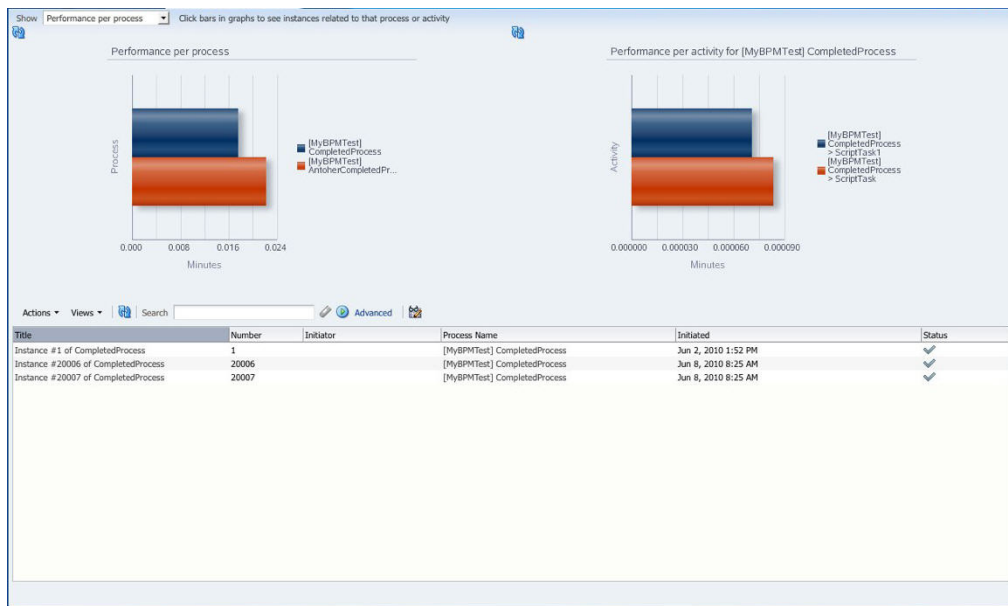 Show Performance per process Click bars in graphs to see instances related to that process or activity
Performance per process
Process
[MyBPMTest]
CompletedProcess
[MyBPMTest]
AntoherCompletedPr...
0.000 0.008 0.016 0.024
Minutes
Performance per activity for [MyBPMTest] CompletedProcess
Activity
[MyBPMTest]
CompletedProcess
> ScriptTask1
[MyBPMTest]
CompletedProcess
> ScriptTask
0.000000 0.000030 0.000060 0.000090
Minutes
Actions Views Search Advanced
Title Number Initiator Process Name Initiated Status
Instance #1 of CompletedProcess 1 [MyBPMTest] CompletedProcess Jun 2, 2010 1:52 PM
Instance #20006 of CompletedProcess 20006 [MyBPMTest] CompletedProcess Jun 8, 2010 8:25 AM
Instance #20007 of CompletedProcess 20007 [MyBPMTest] CompletedProcess Jun 8, 2010 8:25 AM